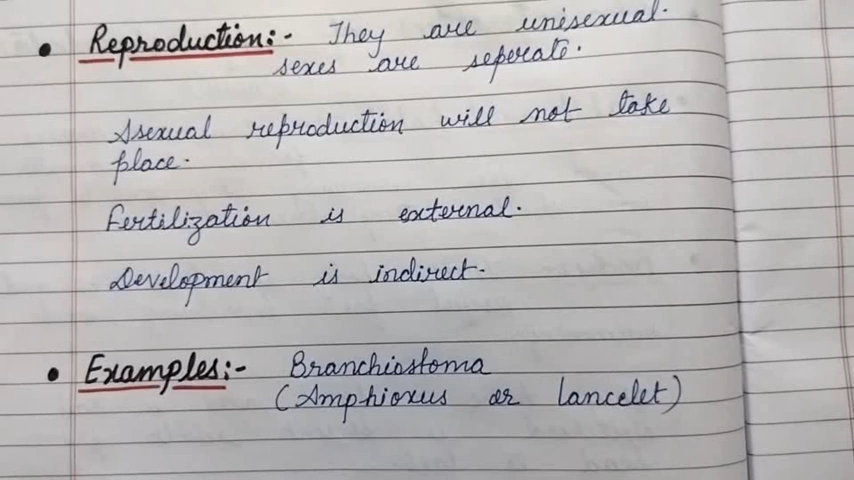 • Reproduction:- They are unisexual.
sexes are seperate.
Asexual reproduction will not take
place.
Fertilization is external.
Development is indirect.
• Examples:- Branchiostoma
(Amphioxus or lancelet)